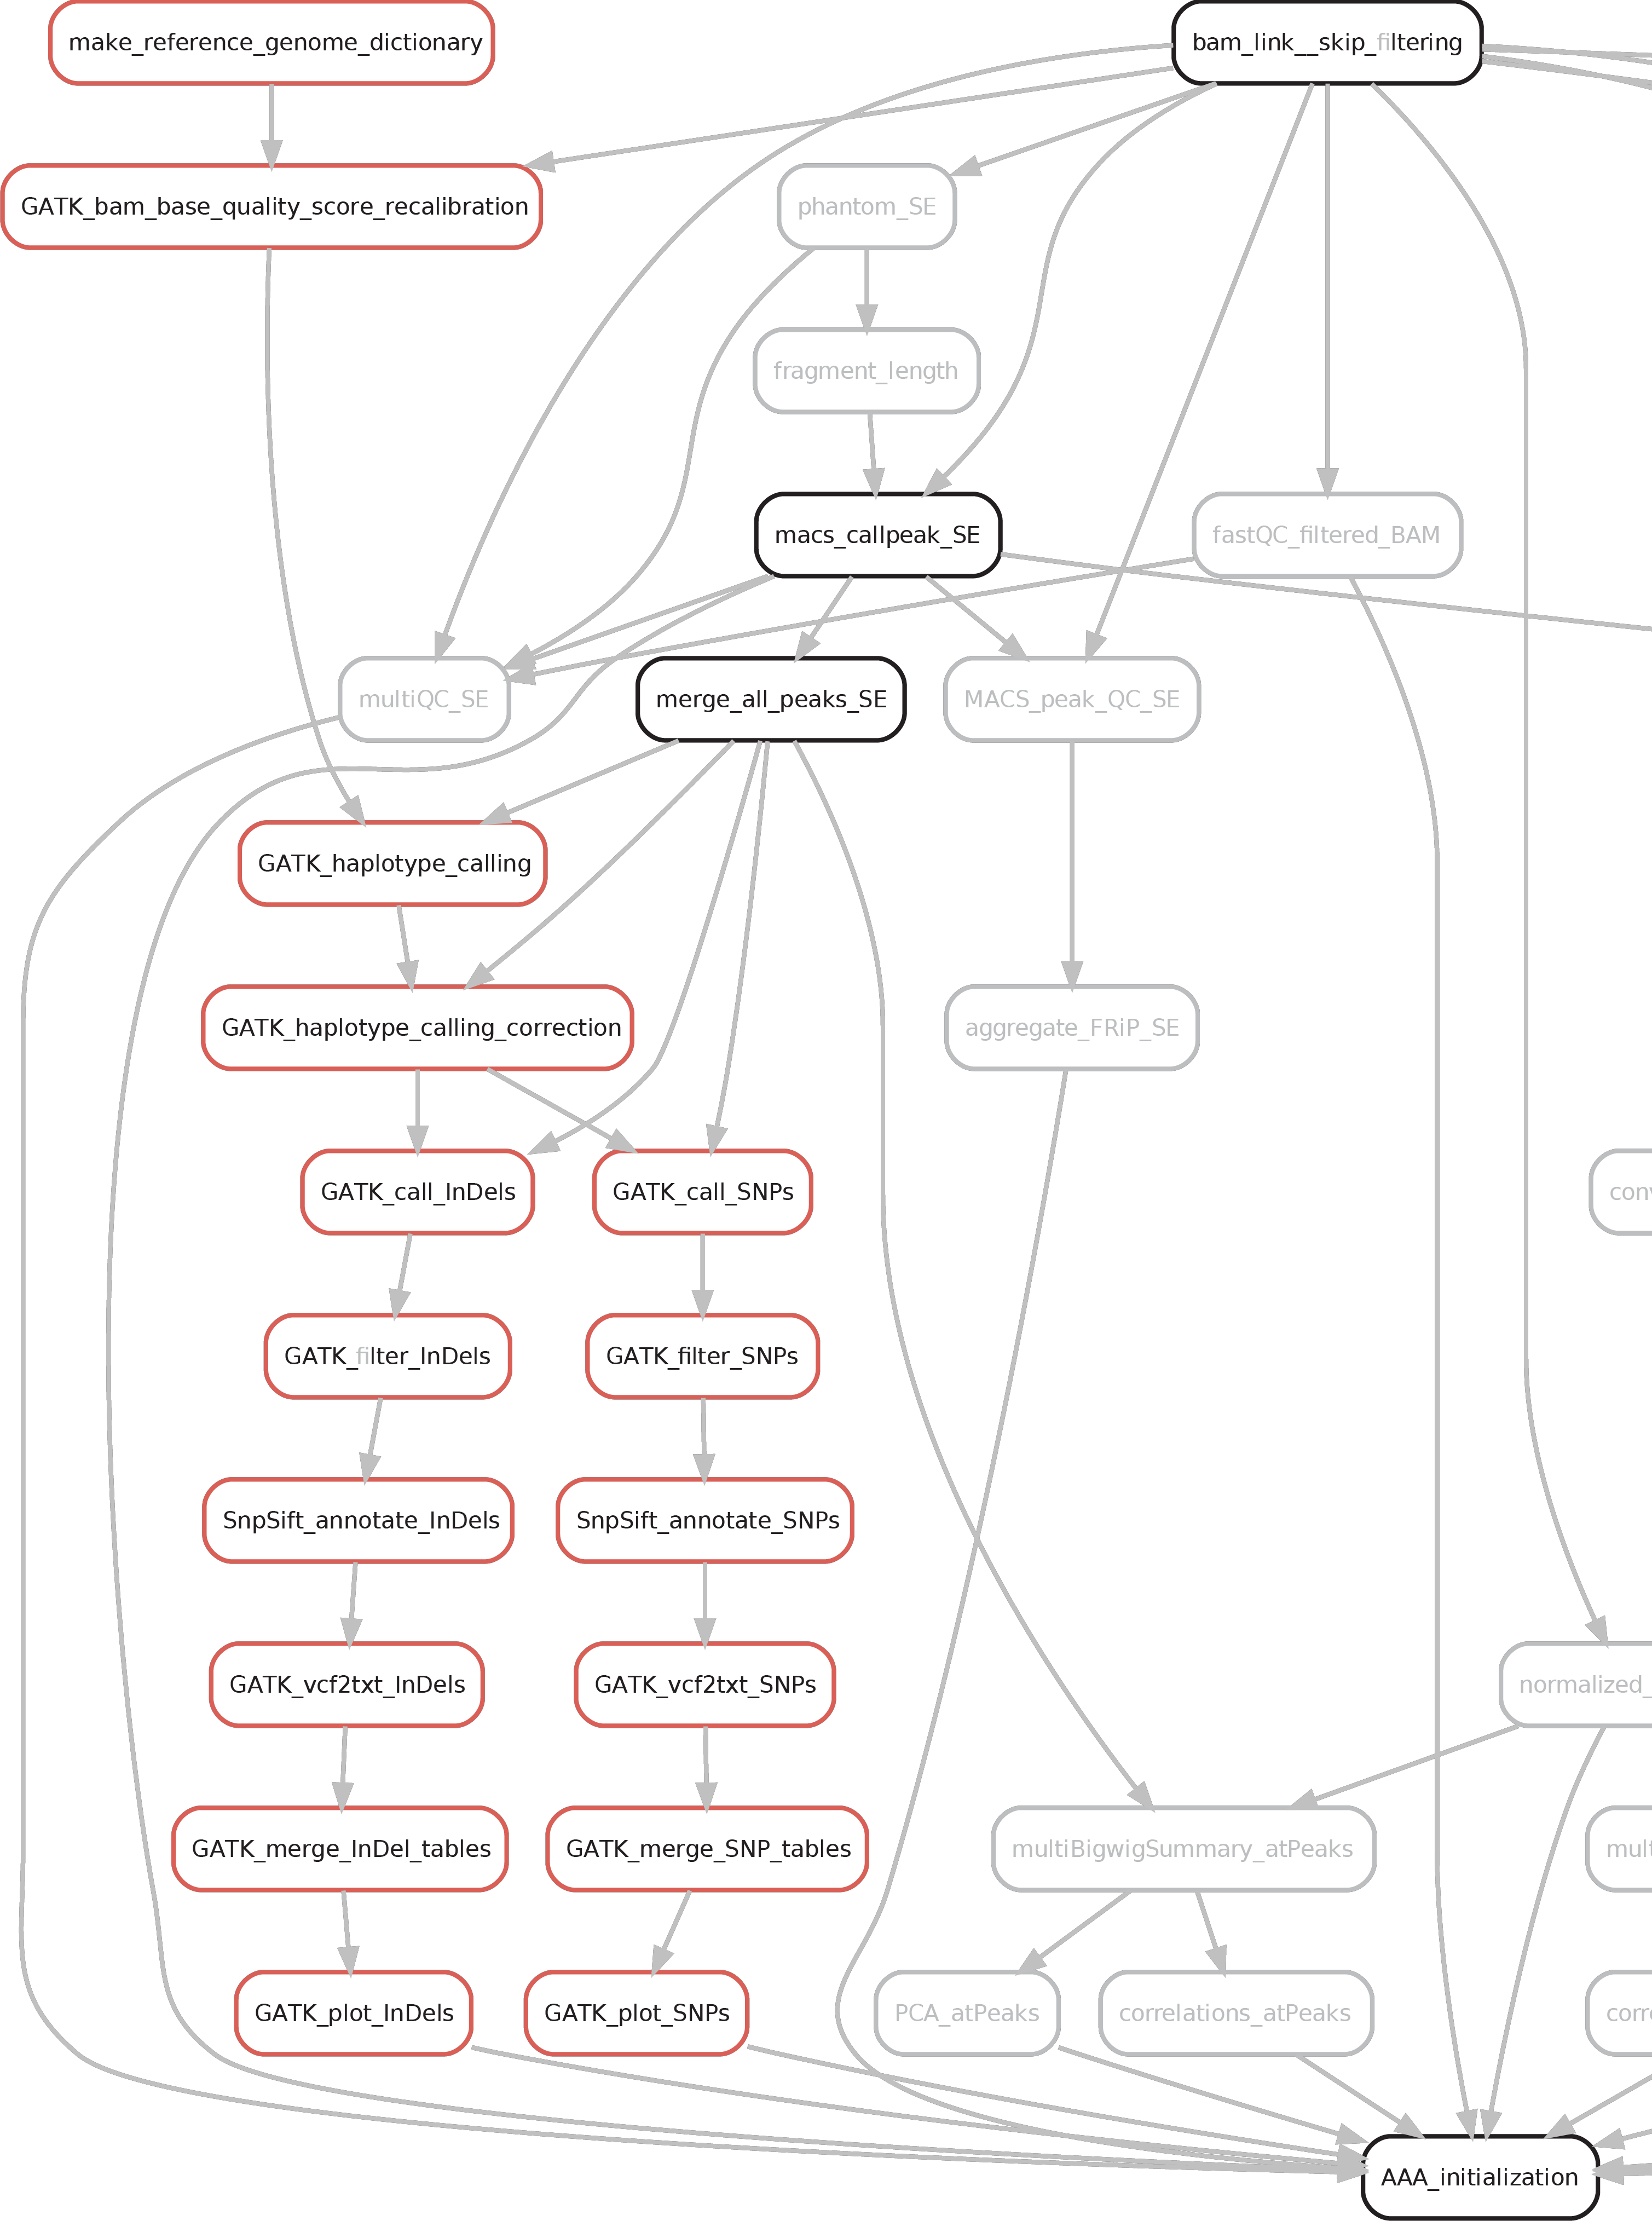 make_reference_genome_dictionary
bam_link__skip_filtering
GATK_bam_base_quality_score_recalibration
phantom_SE
fragment_length
macs_callpeak_SE
fastQC_filtered_BAM
multiQC_SE
merge_all_peaks_SE
MACS_peak_QC_SE
GATK_haplotype_calling
GATK_haplotype_calling_correction
aggregate_FRiP_SE
GATK_call_InDels
GATK_call_SNPs
GATK_filter_InDels
GATK_filter_SNPs
SnpSift_annotate_InDels
SnpSift_annotate_SNPs
GATK_vcf2txt_InDels
GATK_vcf2txt_SNPs
normalized_
GATK_merge_InDel_tables
GATK_merge_SNP_tables
multiBigwigSummary_atPeaks
GATK_plot_InDels
GATK_plot_SNPs
PCA_atPeaks
correlations_atPeaks
AAA_initialization